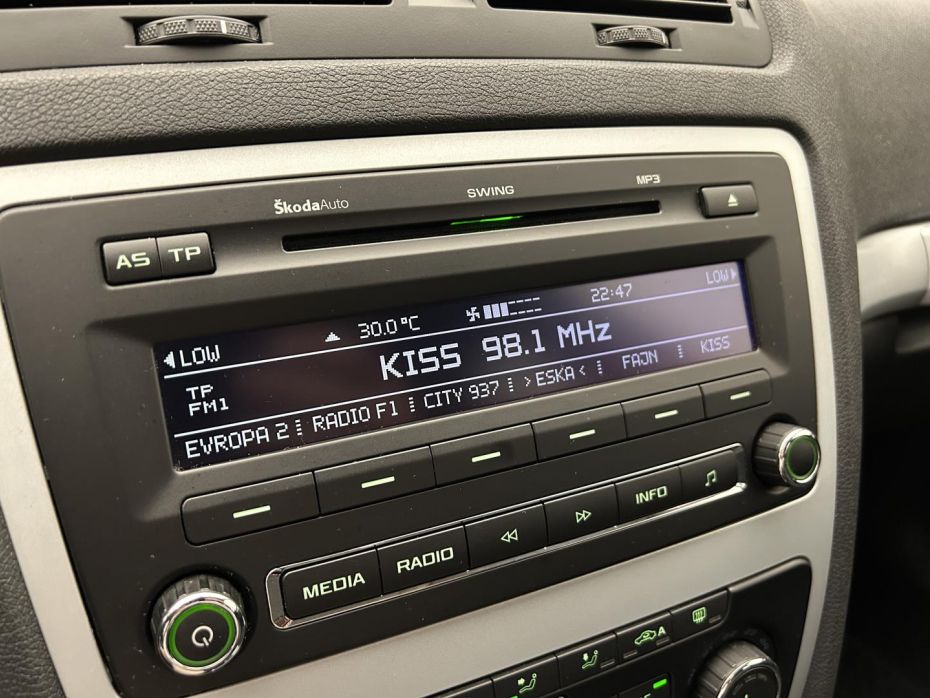 ŠkodaAuto SWING MP3
AS TP
LOW 30.0°C 22:47 LOW
TP KISS 98.1 MHz
FM1
EVROPA 2 RADIO F1 CITY 937 >ESKA< FAJN KISS
MEDIA RADIO INFO
A